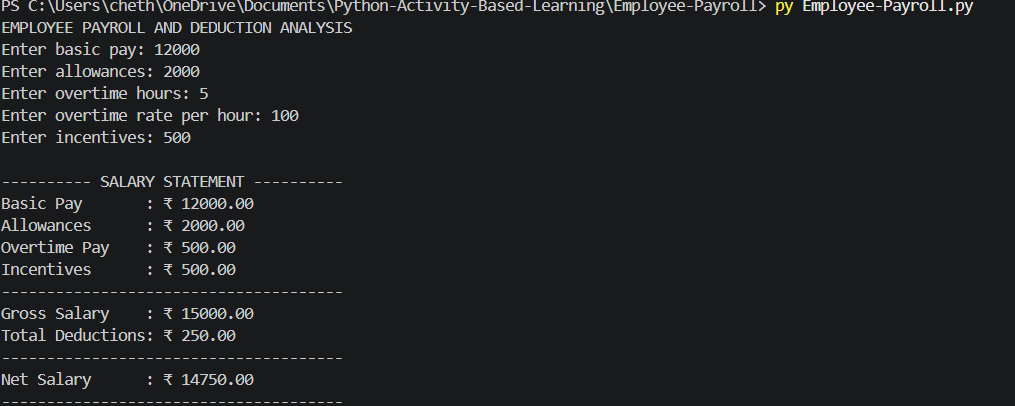 PS C:\Users\cheth\OneDrive\Documents\Python-Activity-Based-Learning\Employee-Payroll> py Employee-Payroll.py
EMPLOYEE PAYROLL AND DEDUCTION ANALYSIS
Enter basic pay: 12000
Enter allowances: 2000
Enter overtime hours: 5
Enter overtime rate per hour: 100
Enter incentives: 500

---------- SALARY STATEMENT ----------
Basic Pay       : ₹ 12000.00
Allowances      : ₹ 2000.00
Overtime Pay    : ₹ 500.00
Incentives      : ₹ 500.00
--------------------------------------
Gross Salary    : ₹ 15000.00
Total Deductions: ₹ 250.00
--------------------------------------
Net Salary      : ₹ 14750.00
--------------------------------------